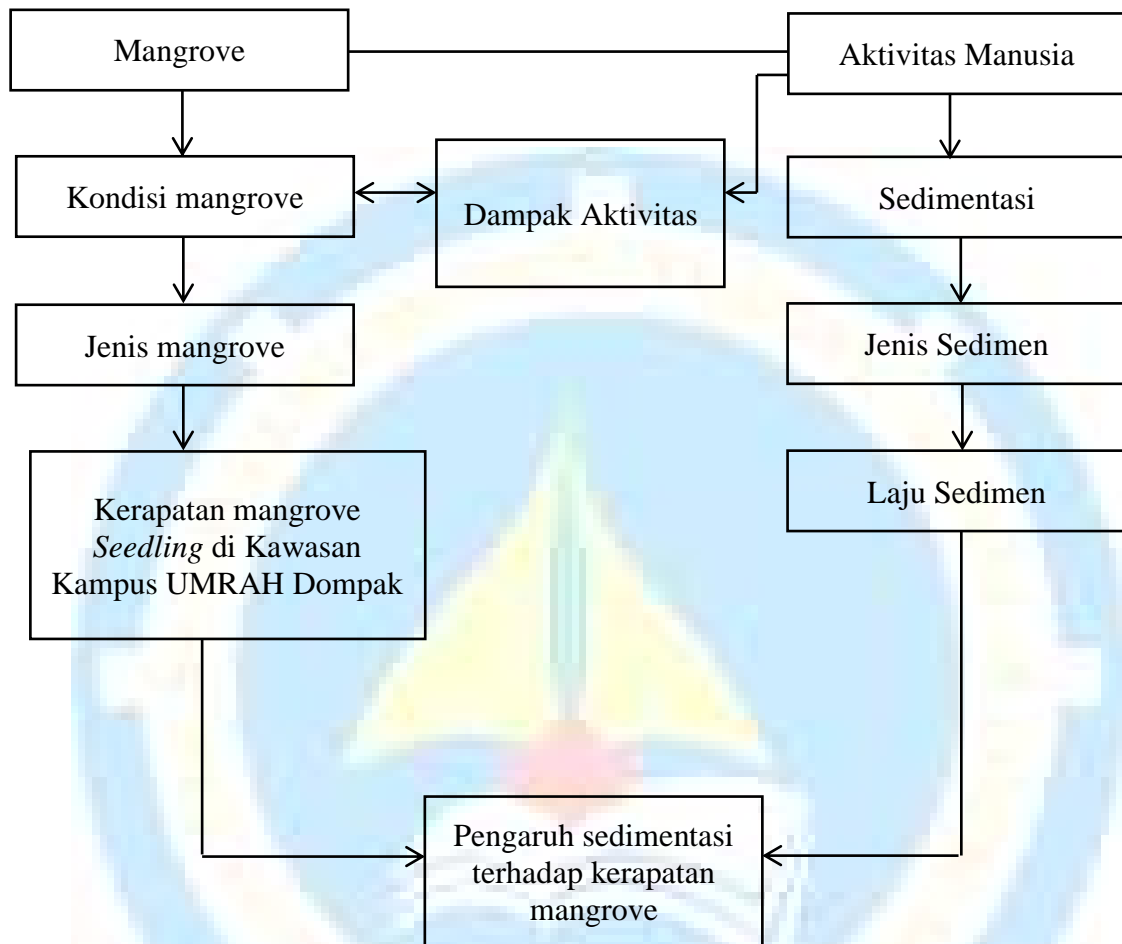 Mangrove
Aktivitas Manusia
Kondisi mangrove
Dampak Aktivitas
Sedimentasi
Jenis mangrove
Jenis Sedimen
Kerapatan mangrove
Seedling di Kawasan
Kampus UMRAH Dompak
Laju Sedimen
Pengaruh sedimentasi
terhadap kerapatan
mangrove